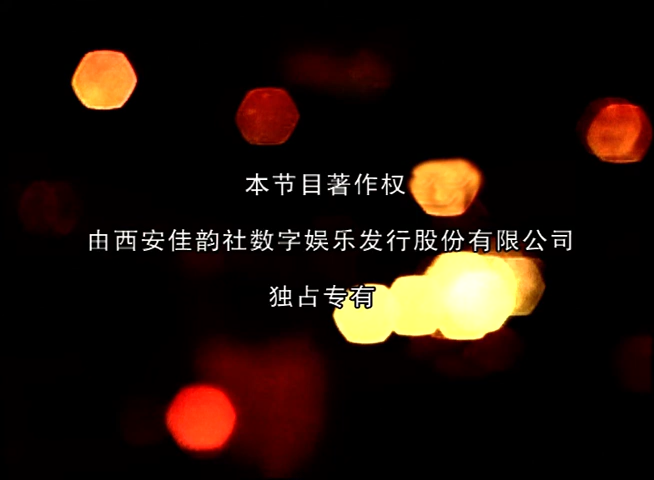 本节目著作权
由西安佳韵社数字娱乐发行股份有限公司
独占专有